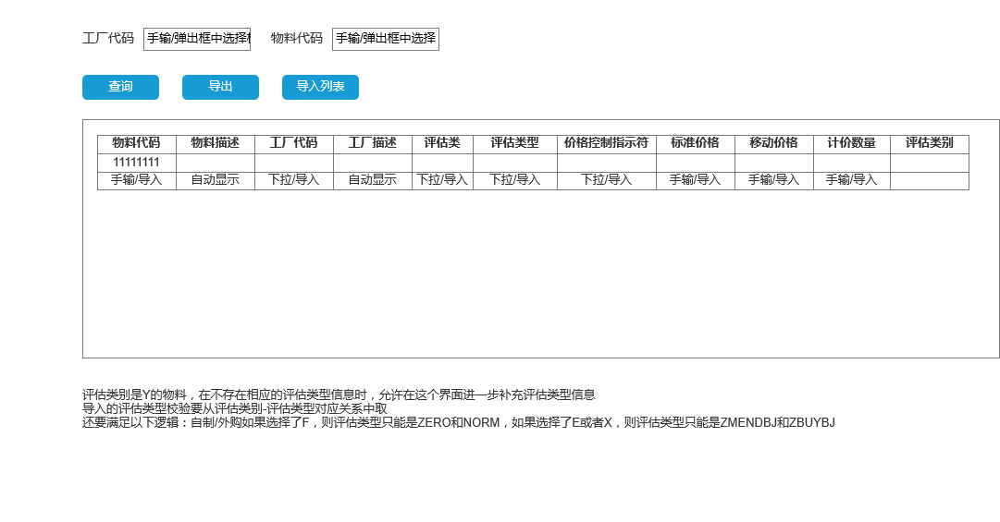 工厂代码 手输/弹出框中选择 物料代码 手输/弹出框中选择
查询 导出 导入列表
物料代码 物料描述 工厂代码 工厂描述 评估类 评估类型 价格控制指示符 标准价格 移动价格 计价数量 评估类别
11111111
手输/导入 自动显示 下拉/导入 自动显示 下拉/导入 下拉/导入 下拉/导入 手输/导入 手输/导入 手输/导入
评估类别是Y的物料，在不存在相应的评估类型信息时，允许在这个界面进一步补充评估类型信息
导入的评估类型校验要从评估类别-评估类型对应关系中取
还要满足以下逻辑：自制/外购如果选择了F，则评估类型只能是ZERO和NORM，如果选择了E或者X，则评估类型只能是ZMENDBJ和ZBUYBJ